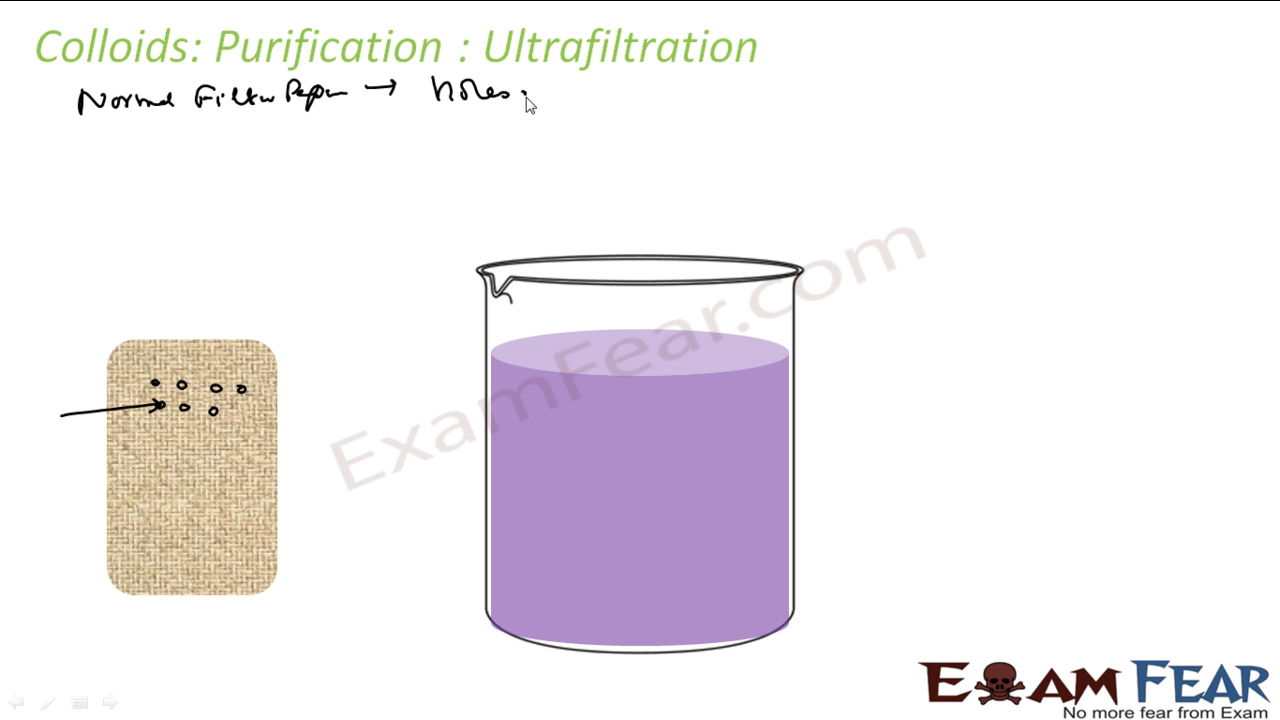 Colloids: Purification : Ultrafiltration
Normal Filter Paper → holes.
ExamFear.com
EXAM FEAR
No more fear from Exam